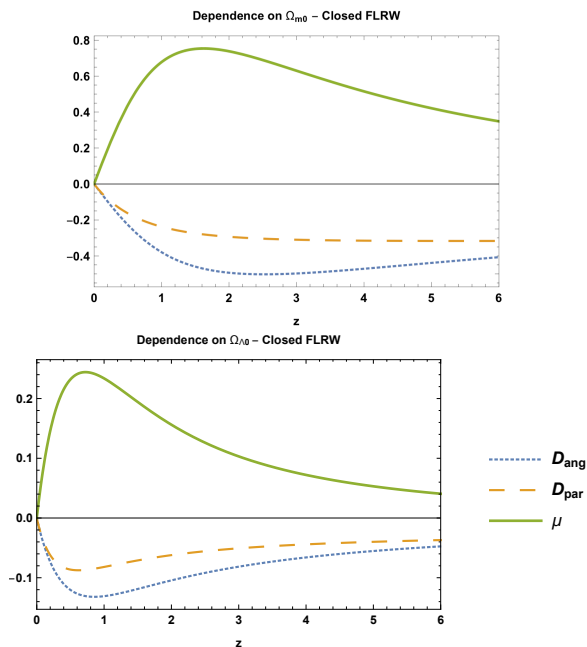 Dependence on Ωm0 – Closed FLRW
0.8
0.6
0.4
0.2
0.0
−0.2
−0.4
0 1 2 3 4 5 6
z
Dependence on ΩΛ0 – Closed FLRW
0.2
0.1
0.0
−0.1
0 1 2 3 4 5 6
z
Dang
Dpar
μ